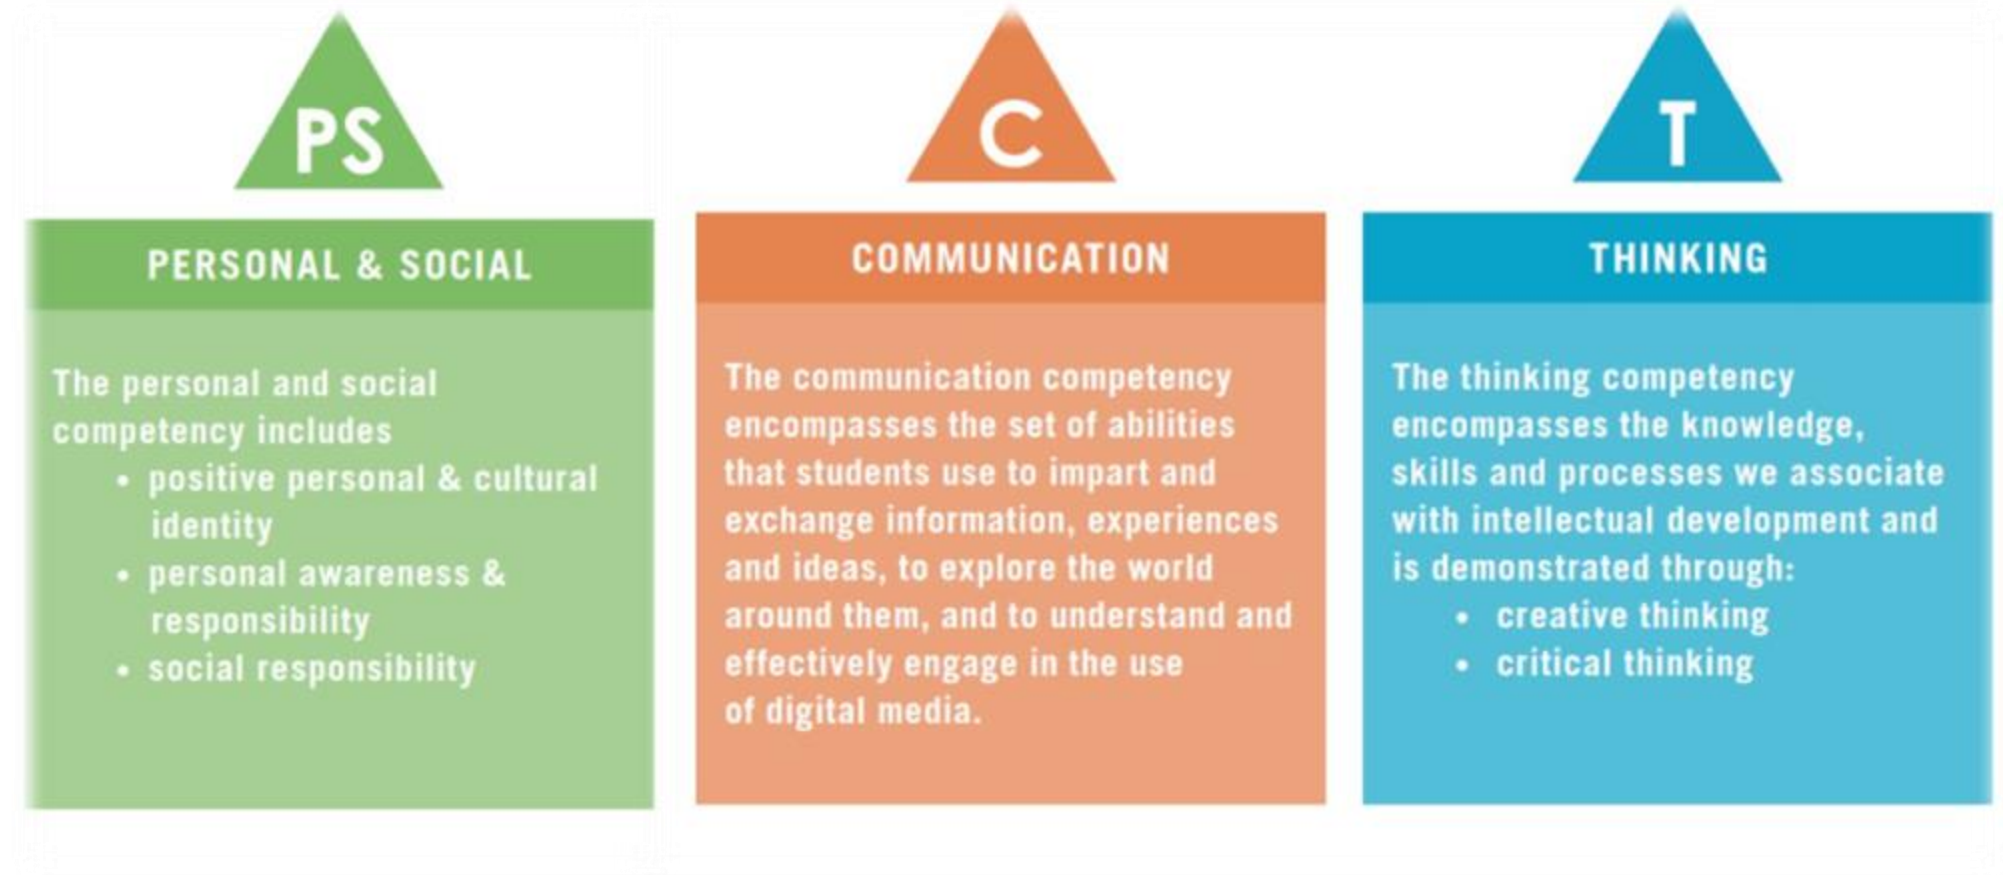 PS
PERSONAL & SOCIAL
The personal and social
competency includes
• positive personal & cultural
identity
• personal awareness &
responsibility
• social responsibility
C
COMMUNICATION
The communication competency
encompasses the set of abilities
that students use to impart and
exchange information, experiences
and ideas, to explore the world
around them, and to understand and
effectively engage in the use
of digital media.
T
THINKING
The thinking competency
encompasses the knowledge,
skills and processes we associate
with intellectual development and
is demonstrated through:
• creative thinking
• critical thinking